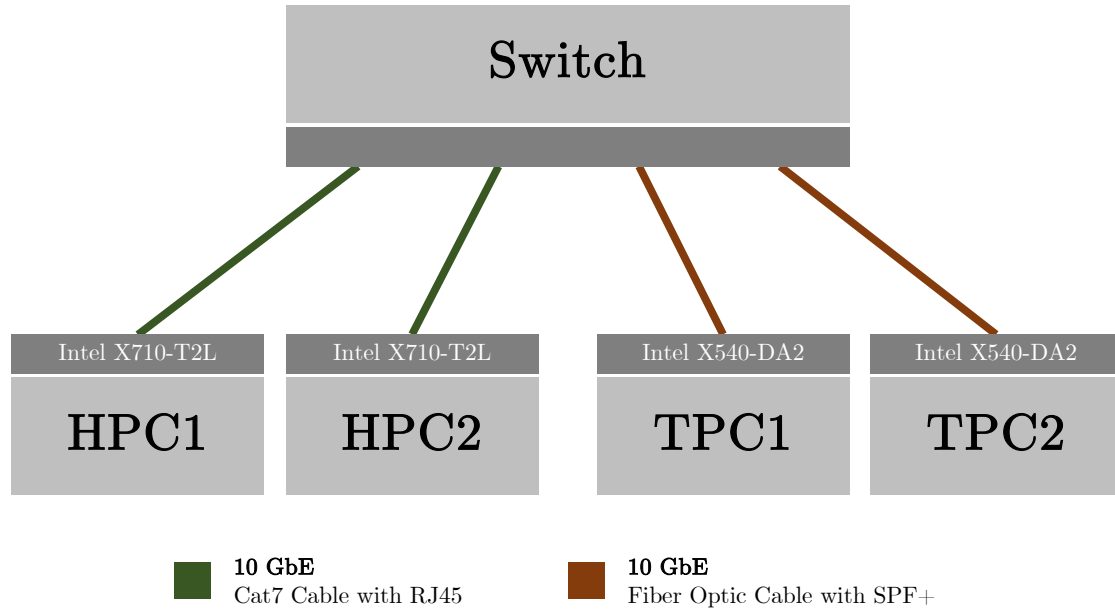 Switch
Intel X710-T2L
Intel X710-T2L
Intel X540-DA2
Intel X540-DA2
HPC1
HPC2
TPC1
TPC2
10 GbE
Cat7 Cable with RJ45
10 GbE
Fiber Optic Cable with SPF+